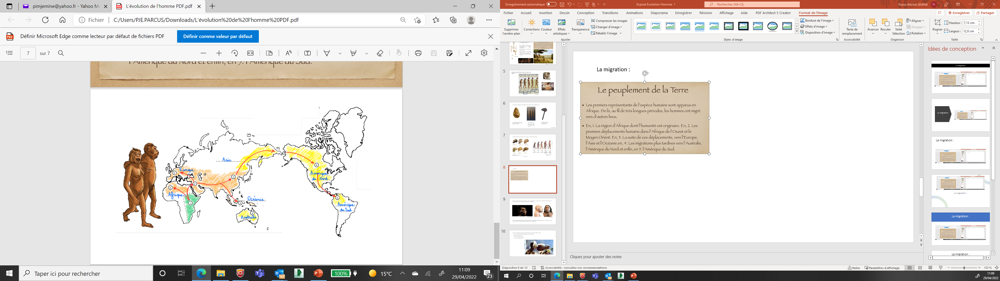 pimjemine@yahoo.fr - Yahoo Ma
L'évolution de l'homme PDF.pdf
Fichier
C:/Users/PJE.PARCUS/Downloads/L'évolution%20de%20l'homme%20PDF.pdf
Définir Microsoft Edge comme lecteur par défaut de fichiers PDF
Définir comme valeur par défaut
7 sur 7
l'Amérique du Nord et enfin, en 5. l'Amérique du Sud.
Asie
Europe
Afrique
Océanie
Australie
Amérique
du Nord
Amérique
du Sud
1
2
2
3
3
3
4
4
5
Taper ici pour rechercher
100%
15°C
11:09
29/04/2022
23
Enregistrement automatique
Exposé Evolution Homme
Rechercher (Alt+Q)
Pierre-Michel JEMINE
PJ
Fichier Accueil Insertion Dessin Conception Transitions Animations Diaporama Enregistrer Révision Affichage Aide PDF Architect 5 Creator Format de l'image
Enregistrer
Partager
Supprimer
l'arrière-plan
Corrections
Couleur
Effets
artistiques
Transparence
Compresser les images
Changer d'image
Rétablir l'image
Ajuster
Styles d'image
Bordure de l'image
Effets d'image
Disposition d'image
Texte de
remplacement
Accessibilité
Avancer
Reculer
Volet
Sélection
Aligner
Grouper
Rotation
Organiser
Rogner
Hauteur : 7,13 cm
Largeur : 12,8 cm
Taille
5
6
7
8
9
10
La migration :
Le peuplement de la Terre
• Les premiers représentants de l'espèce humaine sont apparus en
Afrique. De là, au fil de très longues périodes, les hommes ont migré
vers d'autres lieux.
• En, 1. La région d'Afrique dont l'humanité est originaire. En, 2. Les
premiers déplacements humains dans l'Afrique de l'Ouest et le
Moyen Orient. En, 3. La suite de ces déplacements, vers l'Europe,
l'Asie et l'Océanie.en, 4. Les migrations plus tardives vers l'Australie,
l'Amérique du Nord et enfin, en 5. l'Amérique du Sud.
Idées de conception
La migration :
La migration
:
La migration :
La migration :
La migration :
La migration :
Cliquez pour ajouter des notes
Diapositive 8 de 10
Accessibilité : consultez nos recommandations
Notes
Paramètres d'affichage
103 %
11:09
29/04/2022